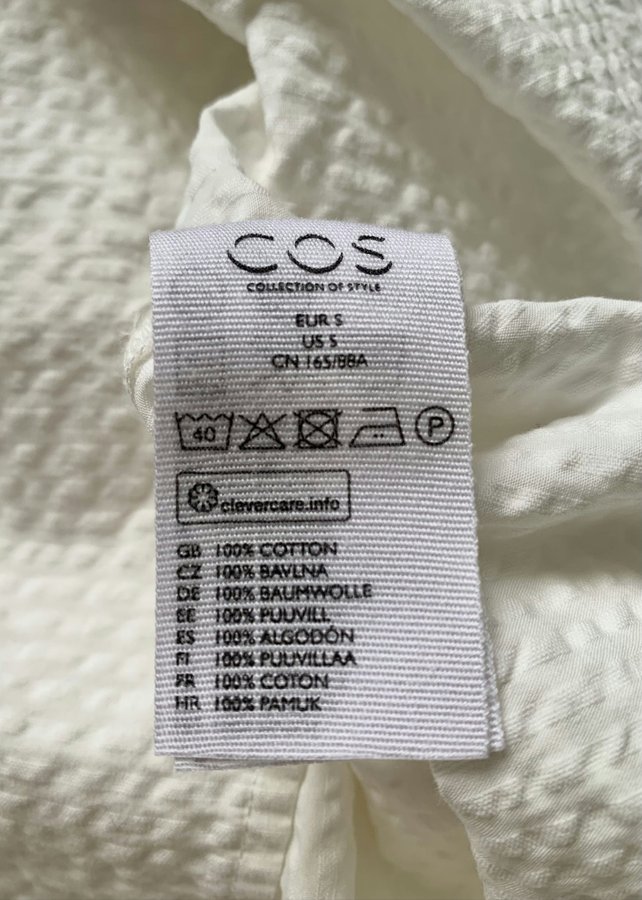 COS
COLLECTION OF STYLE
EUR S
US S
CN 165/88A
40 P
clevercare.info
GB 100% COTTON
CZ 100% BAVLNA
DE 100% BAUMWOLLE
EE 100% PUUVILL
ES 100% ALGODÓN
FI 100% PUUVILLAA
FR 100% COTON
HR 100% PAMUK